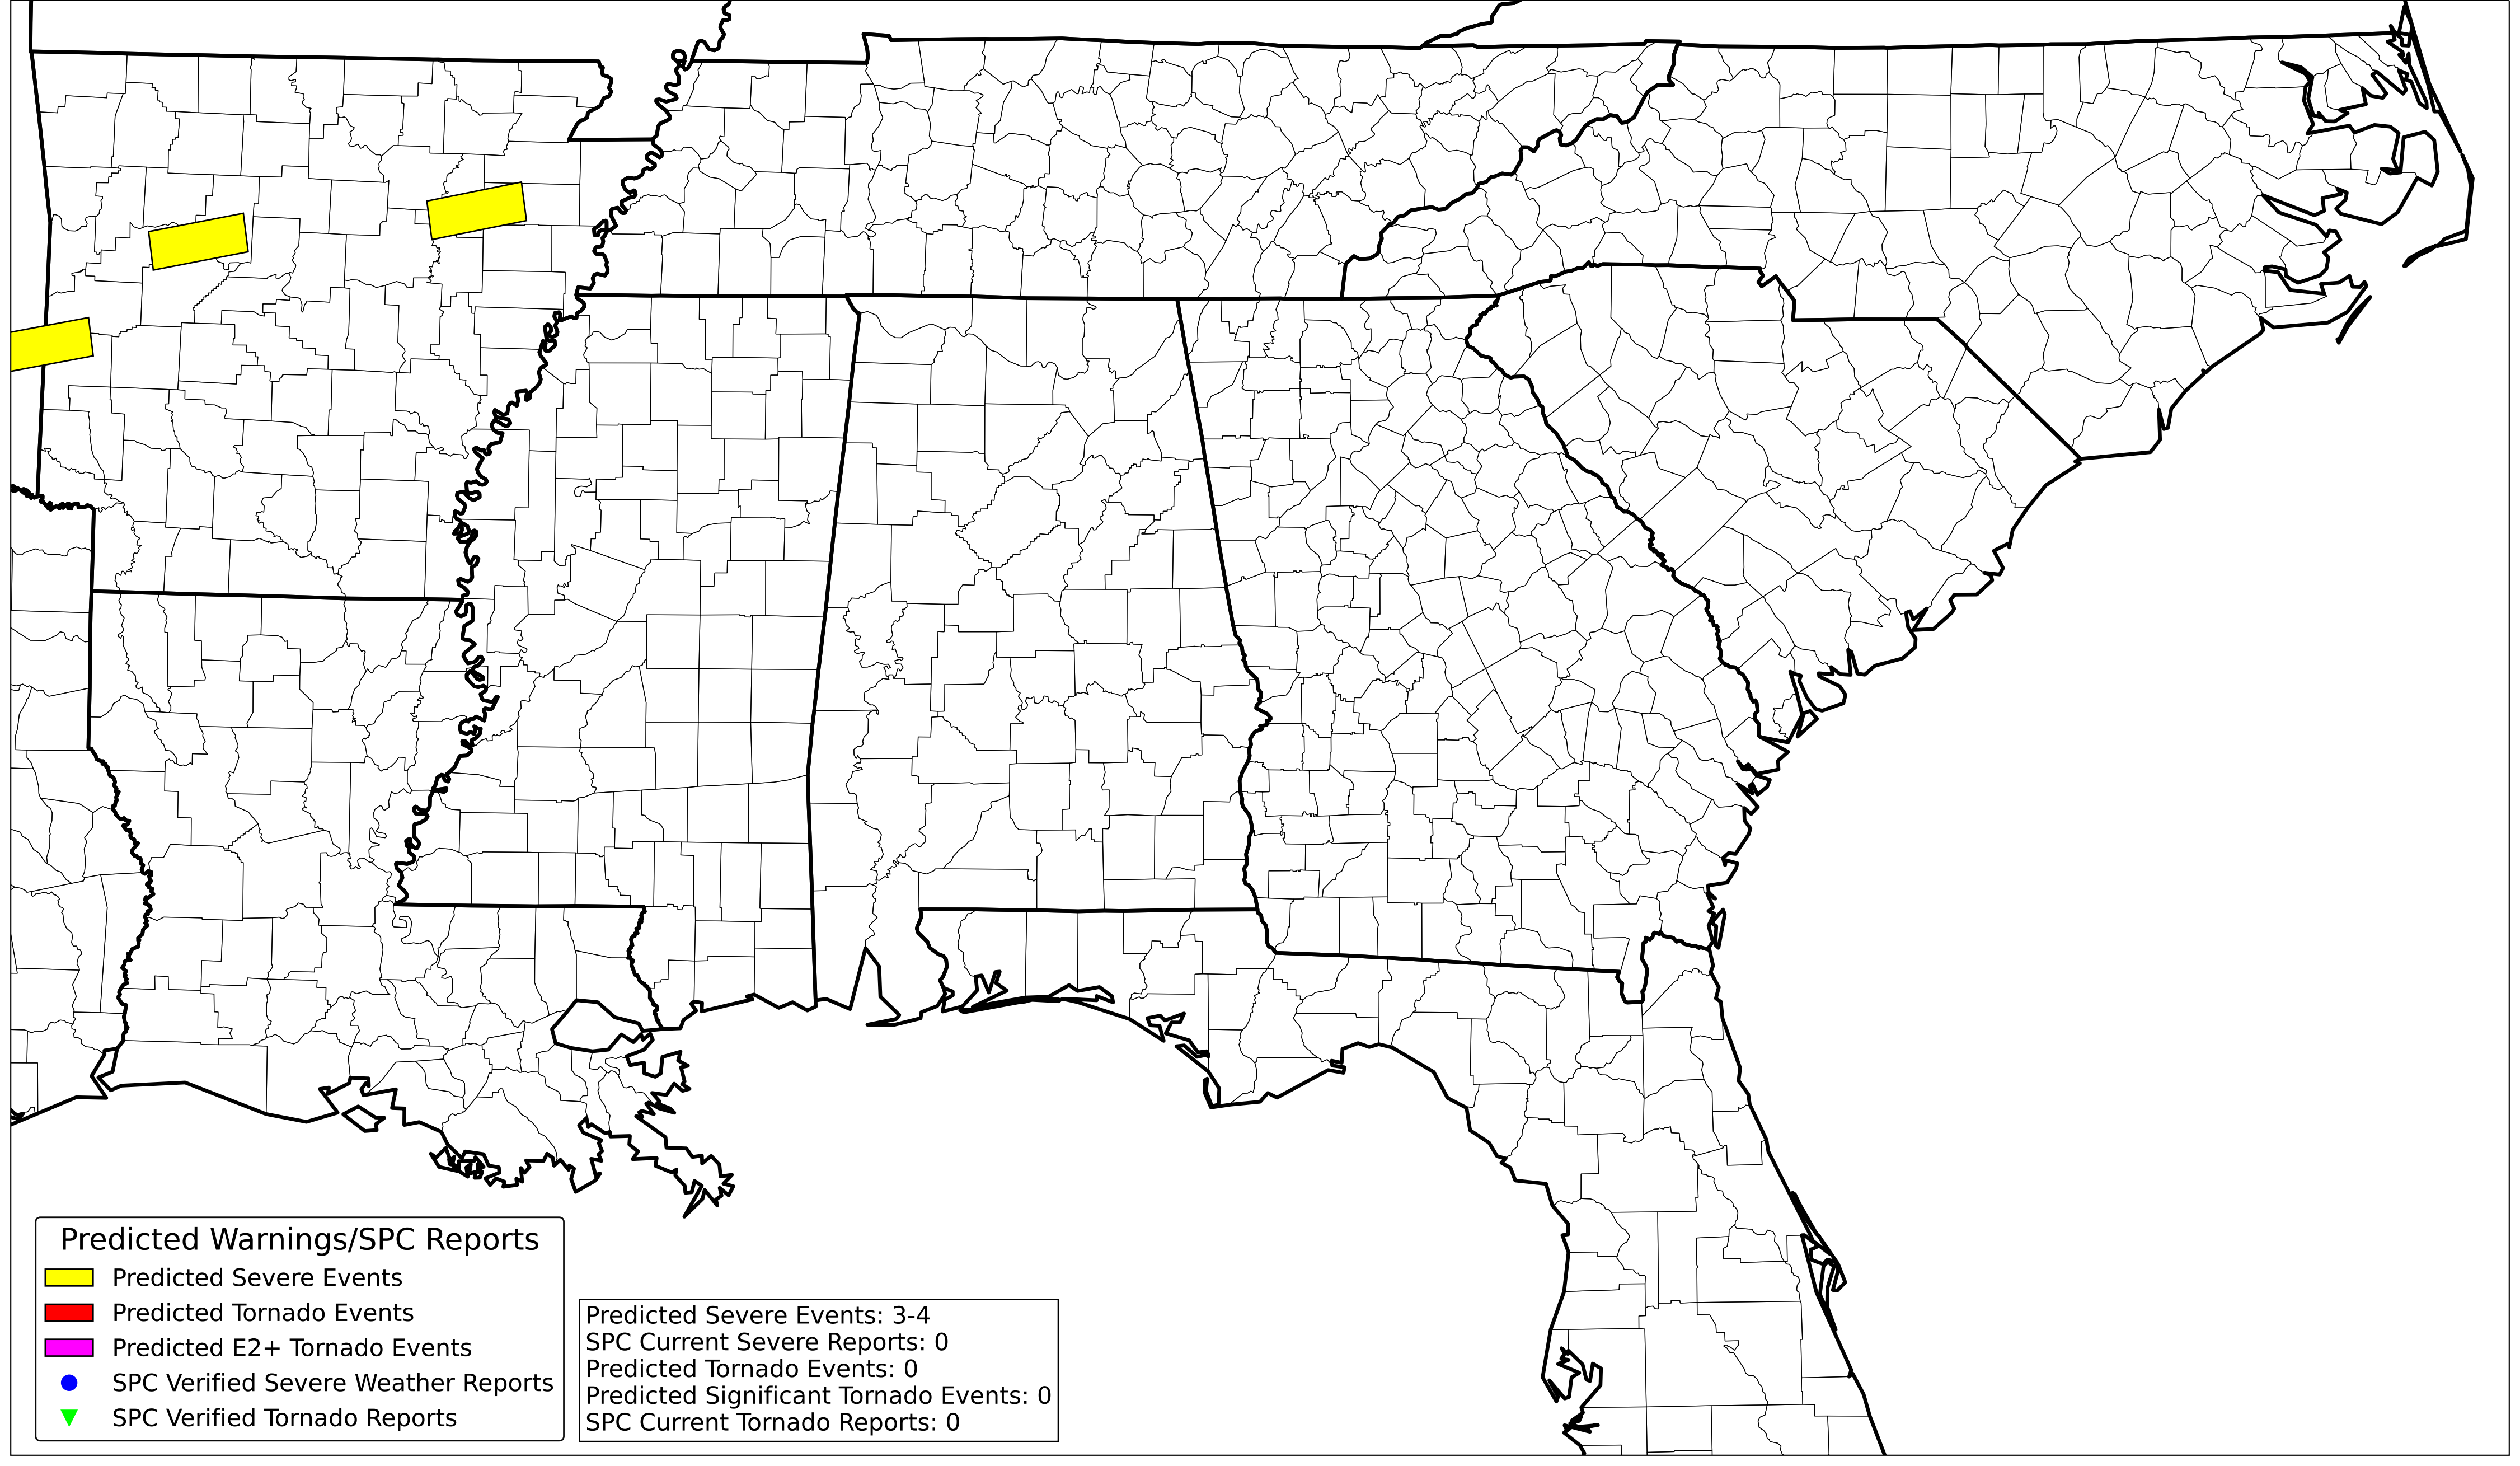 Predicted Warnings/SPC Reports
Predicted Severe Events
Predicted Tornado Events
Predicted E2+ Tornado Events
SPC Verified Severe Weather Reports
SPC Verified Tornado Reports
Predicted Severe Events: 3-4
SPC Current Severe Reports: 0
Predicted Tornado Events: 0
Predicted Significant Tornado Events: 0
SPC Current Tornado Reports: 0